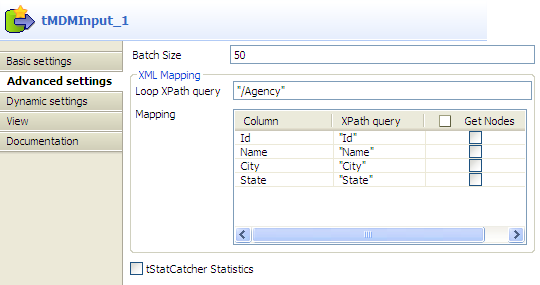 tMDMInput_1
Basic settings
Advanced settings
Dynamic settings
View
Documentation
Batch Size 50
XML Mapping
Loop XPath query "/Agency"
Mapping
Column XPath query Get Nodes
Id "Id"
Name "Name"
City "City"
State "State"
tStatCatcher Statistics